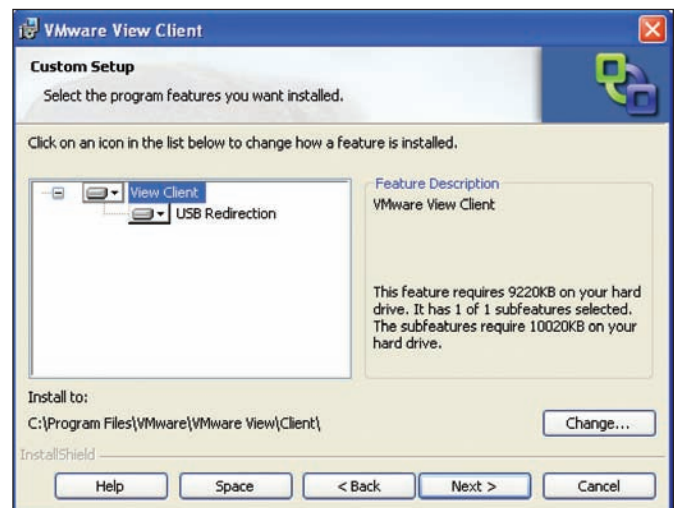 VMware View Client
Custom Setup
Select the program features you want installed.
Click on an icon in the list below to change how a feature is installed.
View Client
USB Redirection
Feature Description
VMware View Client
This feature requires 9220KB on your hard
drive. It has 1 of 1 subfeatures selected.
The subfeatures require 10020KB on your
hard drive.
Install to:
C:\Program Files\VMware\VMware View\Client\
Change...
InstallShield
Help
Space
< Back
Next >
Cancel